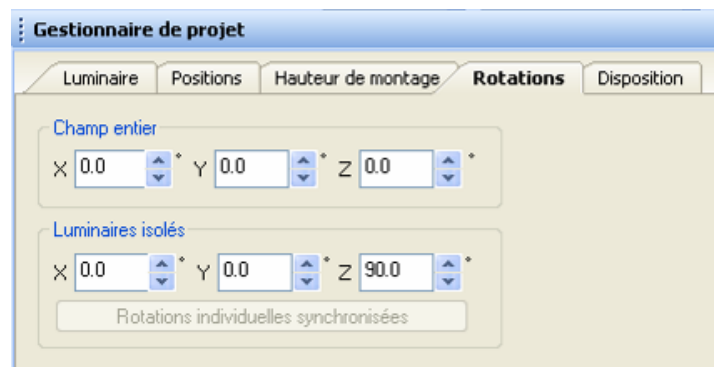 Gestionnaire de projet
Luminaire Positions Hauteur de montage Rotations Disposition
Champ entier
X 0.0 ° Y 0.0 ° Z 0.0 °
Luminaires isolés
X 0.0 ° Y 0.0 ° Z 90.0 °
Rotations individuelles synchronisées